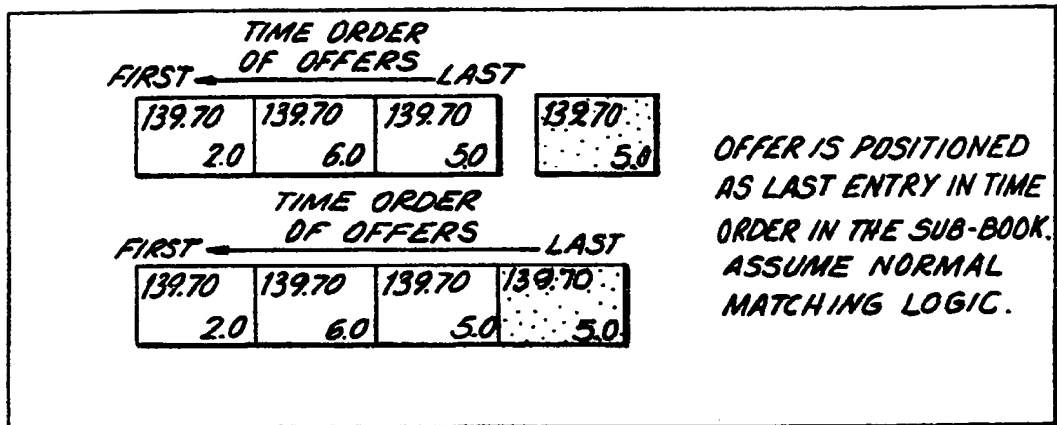 TIME ORDER
OF OFFERS
FIRST LAST
139.70 139.70 139.70 139.70
2.0 6.0 5.0 5.0
TIME ORDER
OF OFFERS
FIRST LAST
139.70 139.70 139.70 139.70
2.0 6.0 5.0 5.0
OFFER IS POSITIONED
AS LAST ENTRY IN TIME
ORDER IN THE SUB-BOOK.
ASSUME NORMAL
MATCHING LOGIC.